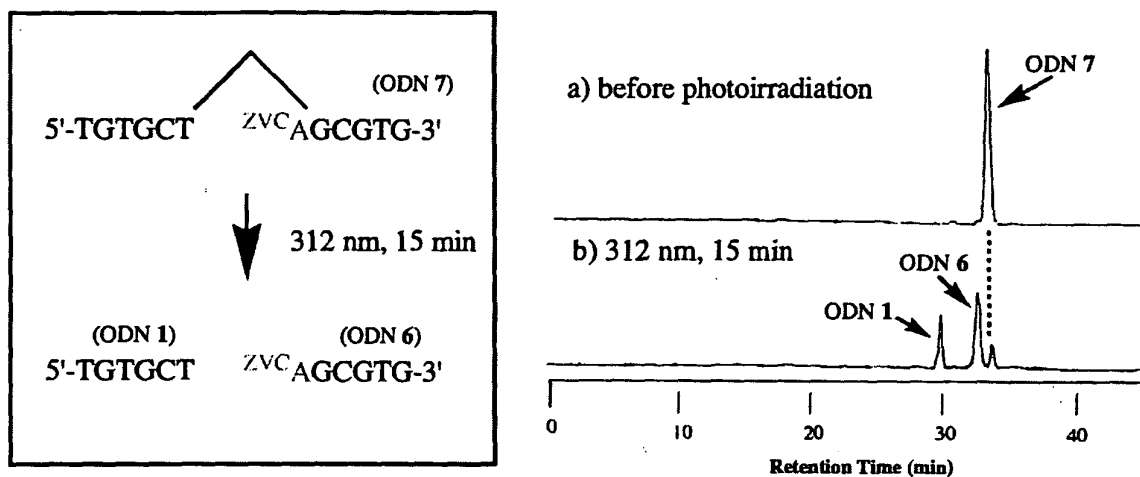 (ODN 7)
5'-TGTGCT ZVCAGCGTG-3'
312 nm, 15 min
(ODN 1) (ODN 6)
5'-TGTGCT ZVCAGCGTG-3'
a) before photoirradiation
ODN 7
b) 312 nm, 15 min
ODN 6
ODN 1
0 10 20 30 40
Retention Time (min)